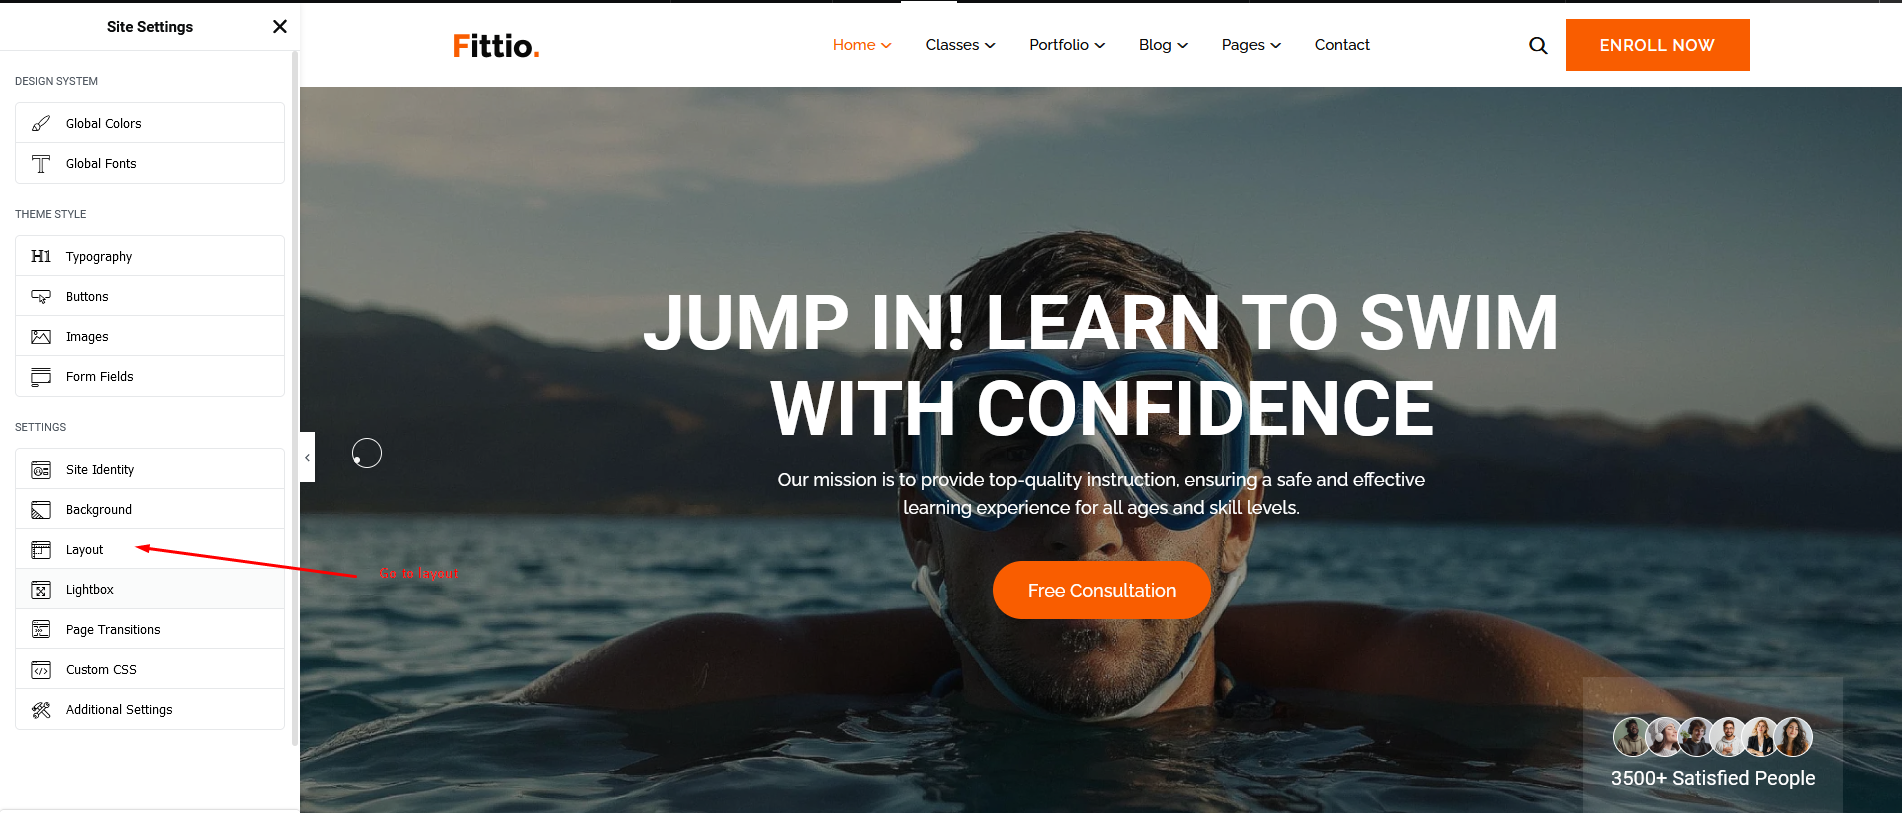 Site Settings
DESIGN SYSTEM
Global Colors
Global Fonts
THEME STYLE
H1 Typography
Buttons
Images
Form Fields
SETTINGS
Site Identity
Background
Layout
Go to layout
Lightbox
Page Transitions
Custom CSS
Additional Settings
Fittio.
Home Classes Portfolio Blog Pages Contact
ENROLL NOW
JUMP IN! LEARN TO SWIM
WITH CONFIDENCE
Our mission is to provide top-quality instruction, ensuring a safe and effective
learning experience for all ages and skill levels.
Free Consultation
3500+ Satisfied People